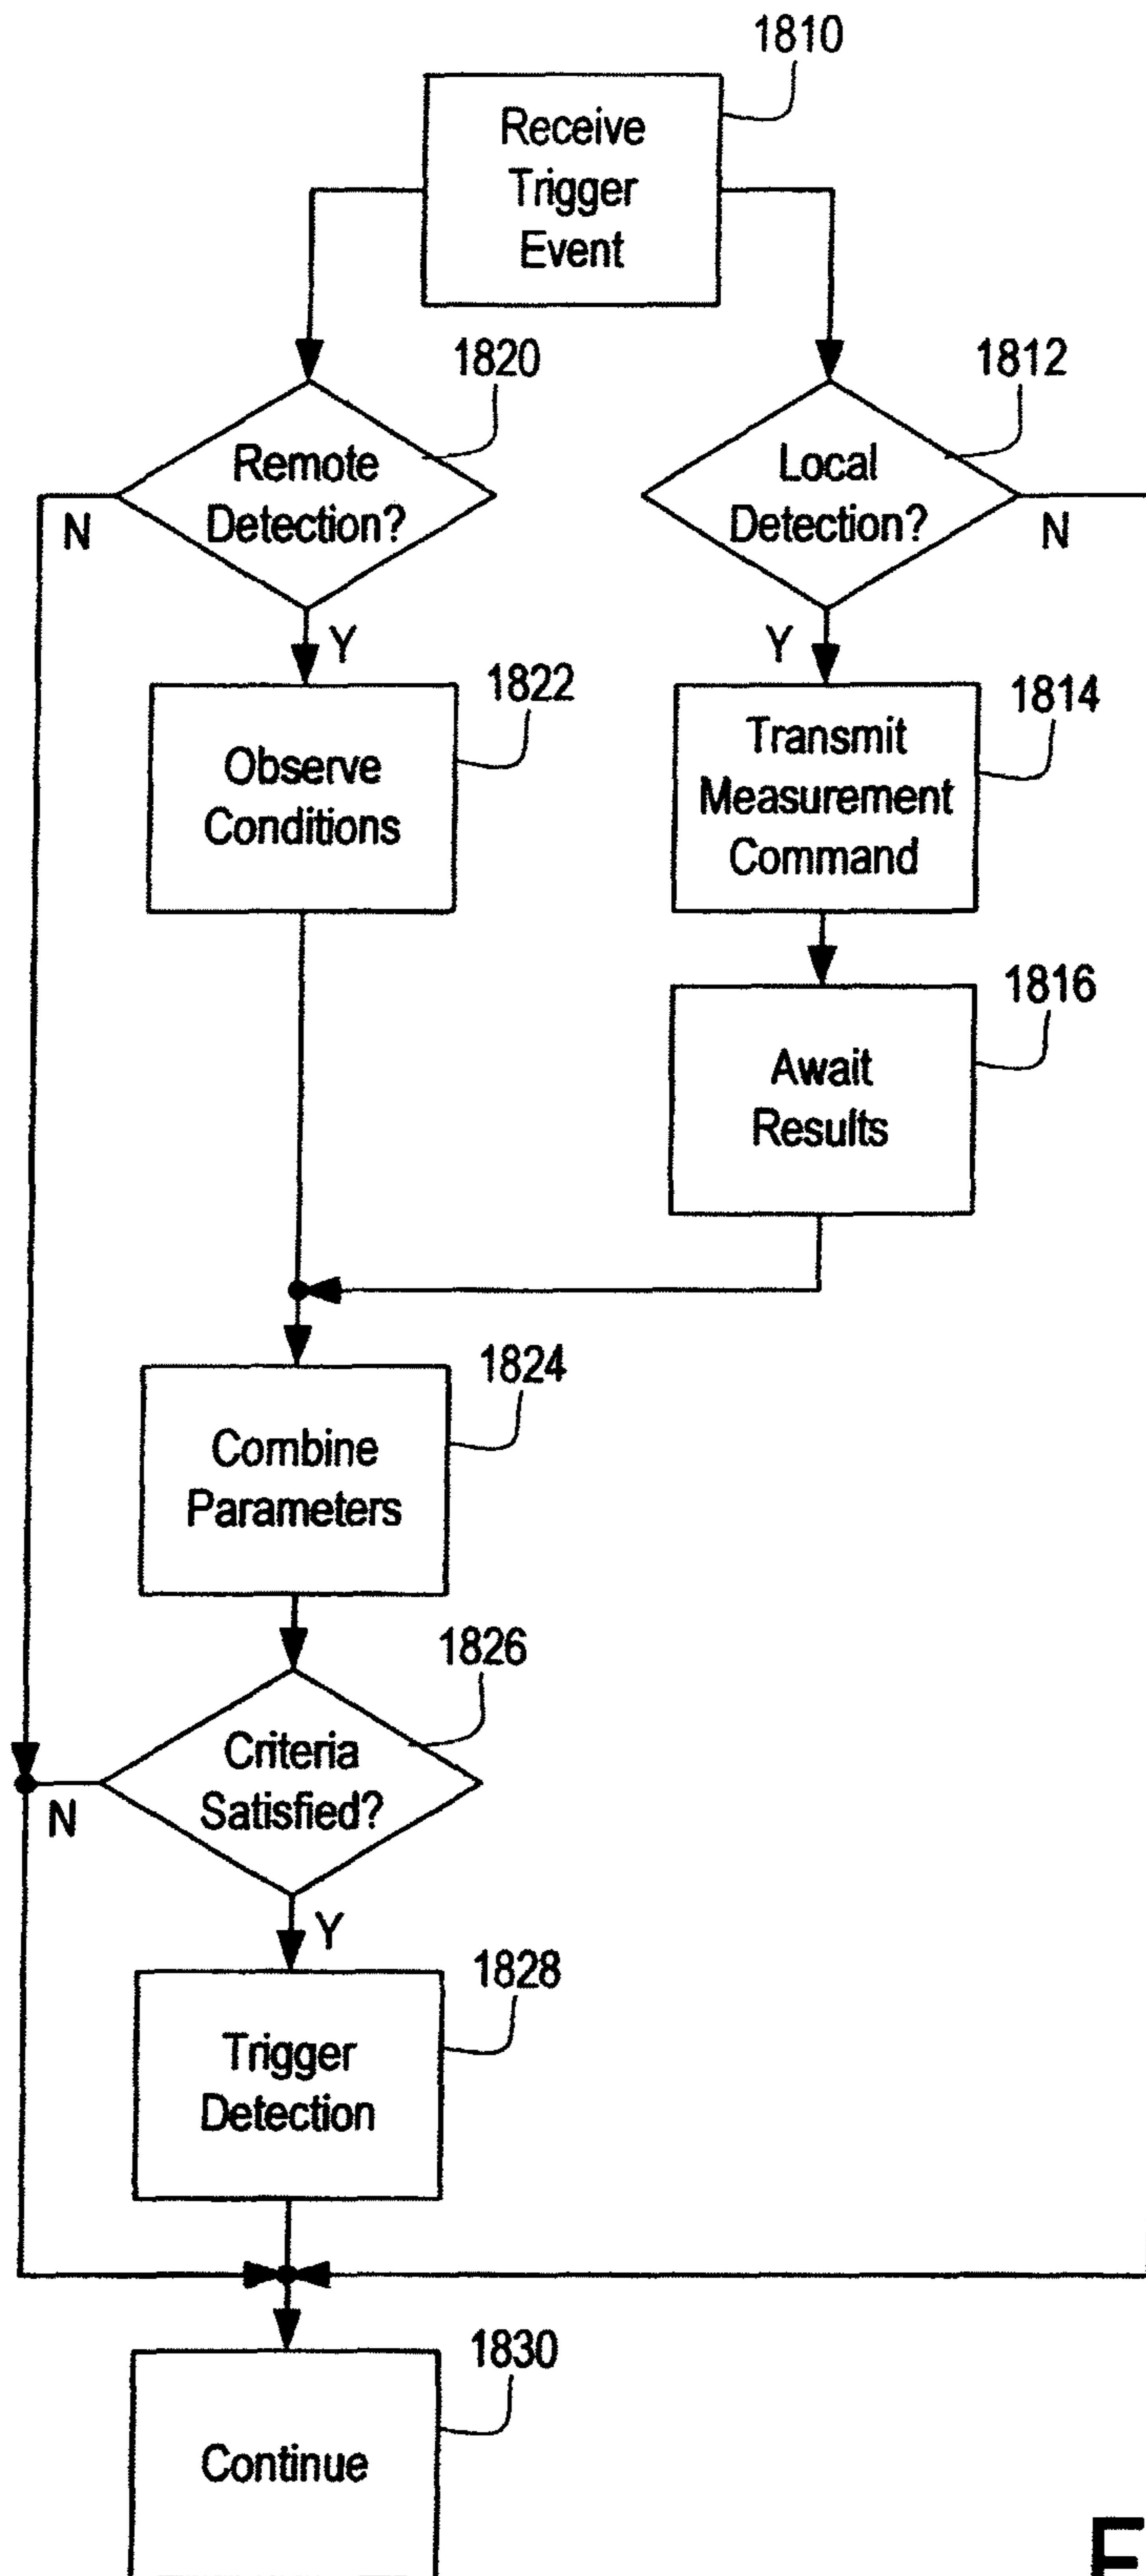 1810
Receive
Trigger
Event
1820
1812
Remote
Detection?
Local
Detection?
N
N
Y
Y
1822
1814
Observe
Conditions
Transmit
Measurement
Command
1816
Await
Results
1824
Combine
Parameters
1826
Criteria
Satisfied?
N
Y
1828
Trigger
Detection
1830
Continue